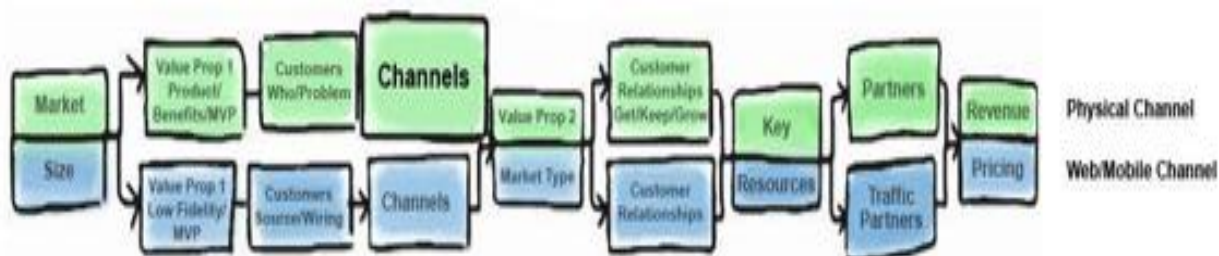 Market
Size
Value Prop 1
Product/
Benefits/MVP
Customers
Who/Problem
Channels
Value Prop 1
Low Fidelity/
MVP
Customers
Source/Wiring
Channels
Value Prop 2
Market Type
Customer
Relationships
Get/Keep/Grow
Customer
Relationships
Key
Resources
Partners
Traffic
Partners
Revenue
Pricing
Physical Channel
Web/Mobile Channel